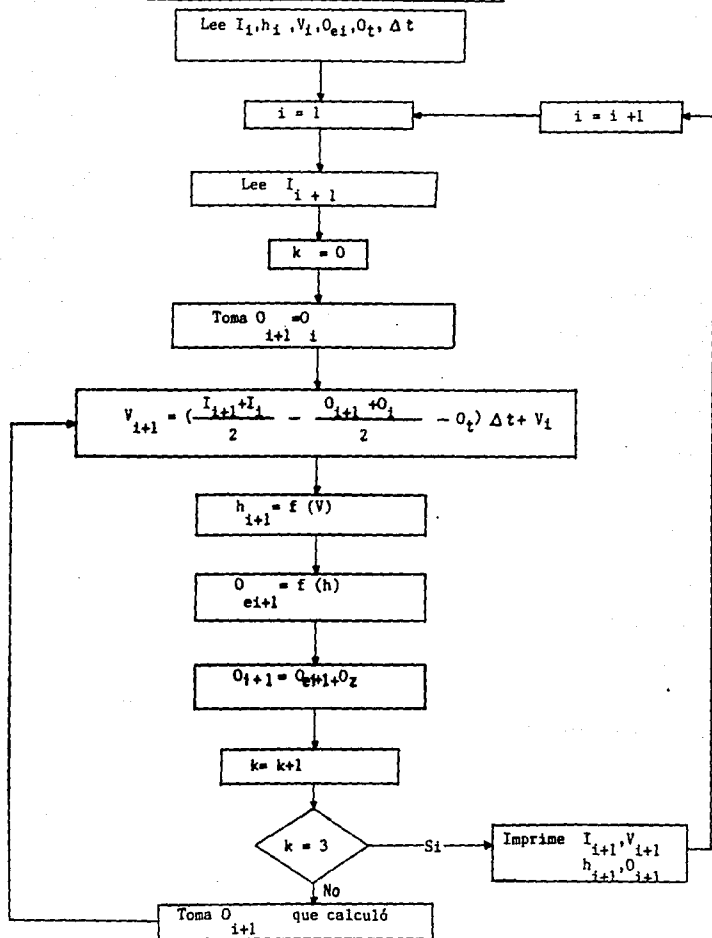 Lee I_i,h_i ,V_i,O_ei,O_t, Δ t
i = 1
i = i +1
Lee I_i + 1
k = 0
Toma O_i+1 =O_i
V_i+1 = (I_i+1+I_i / 2 − O_i+1 +O_i / 2 − O_t) Δ t+ V_i
h_i+1= f (V)
O_ei+1 = f (h)
O_i+1 = O_ei+1+O_z
k= k+1
k = 3
Si
Imprime I_i+1,V_i+1
h_i+1,O_i+1
No
Toma O_i+1 que calculó